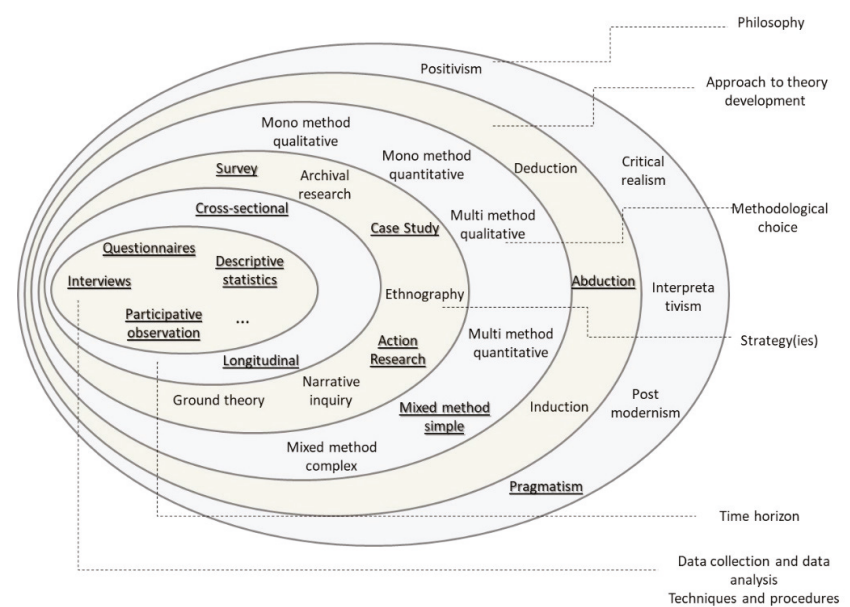 Philosophy
Positivism
Approach to theory
development
Mono method
qualitative
Mono method
quantitative
Deduction
Critical
realism
Survey
Archival
research
Cross-sectional
Case Study
Multi method
qualitative
Methodological
choice
Questionnaires
Descriptive
statistics
Interviews
Ethnography
Abduction
Interpreta
tivism
Participative
observation
...
Action
Research
Multi method
quantitative
Strategy(ies)
Longitudinal
Ground theory
Narrative
inquiry
Mixed method
simple
Induction
Post
modernism
Mixed method
complex
Pragmatism
Time horizon
Data collection and data
analysis
Techniques and procedures